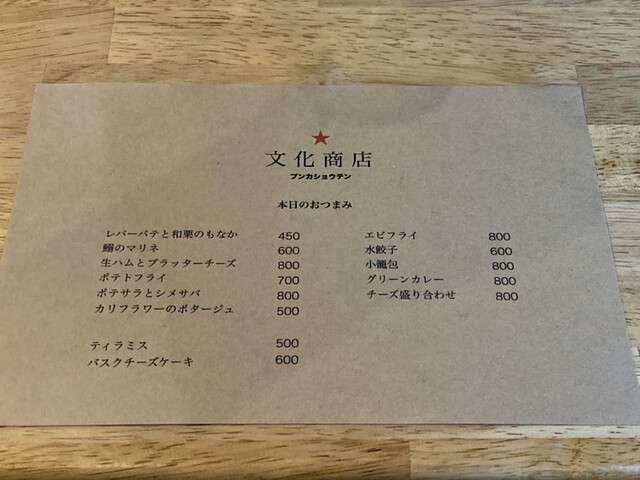 文化商店
ブンカショウテン
本日のおつまみ
レバーパテと和栗のもなか 450
鰯のマリネ 600
生ハムとブラッターチーズ 800
ポテトフライ 700
ポテサラとシメサバ 800
カリフラワーのポタージュ 500
ティラミス 500
バスクチーズケーキ 600
エビフライ 800
水餃子 600
小籠包 800
グリーンカレー 800
チーズ盛り合わせ 800